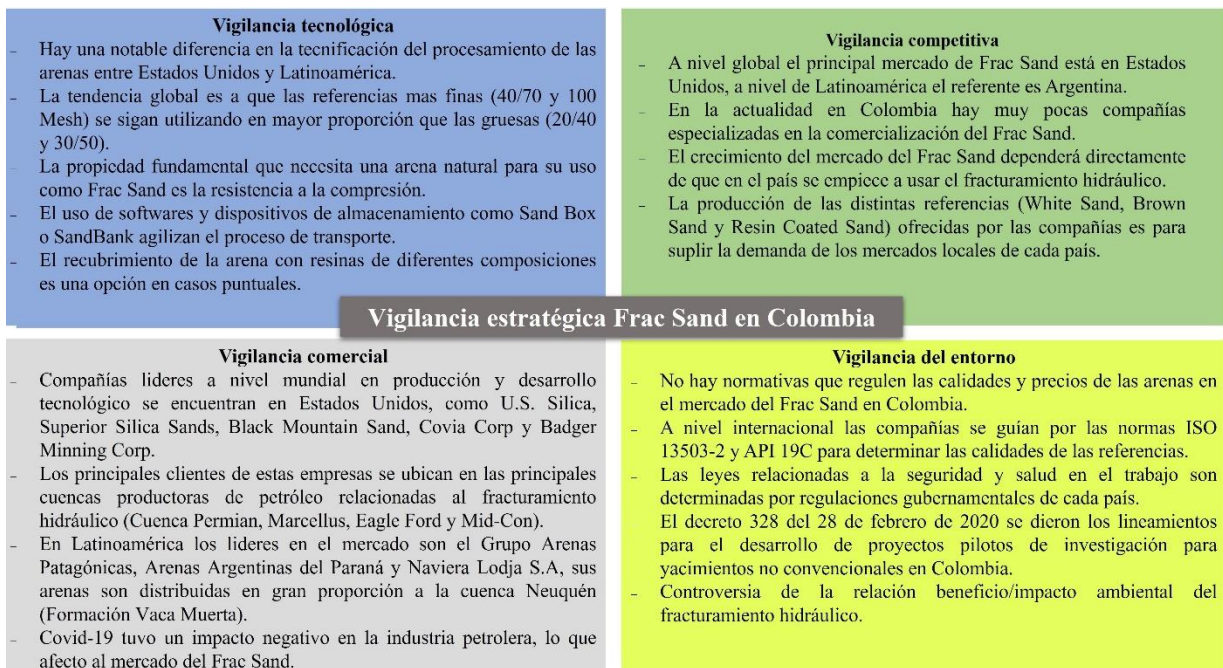 Vigilancia tecnológica
– Hay una notable diferencia en la tecnificación del procesamiento de las
arenas entre Estados Unidos y Latinoamérica.
– La tendencia global es a que las referencias mas finas (40/70 y 100
Mesh) se sigan utilizando en mayor proporción que las gruesas (20/40
y 30/50).
– La propiedad fundamental que necesita una arena natural para su uso
como Frac Sand es la resistencia a la compresión.
– El uso de softwares y dispositivos de almacenamiento como Sand Box
o SandBank agilizan el proceso de transporte.
– El recubrimiento de la arena con resinas de diferentes composiciones
es una opción en casos puntuales.
Vigilancia competitiva
– A nivel global el principal mercado de Frac Sand está en Estados
Unidos, a nivel de Latinoamérica el referente es Argentina.
– En la actualidad en Colombia hay muy pocas compañías
especializadas en la comercialización del Frac Sand.
– El crecimiento del mercado del Frac Sand dependerá directamente
de que en el país se empiece a usar el fracturamiento hidráulico.
– La producción de las distintas referencias (White Sand, Brown
Sand y Resin Coated Sand) ofrecidas por las compañías es para
suplir la demanda de los mercados locales de cada país.
Vigilancia estratégica Frac Sand en Colombia
Vigilancia comercial
– Compañías lideres a nivel mundial en producción y desarrollo
tecnológico se encuentran en Estados Unidos, como U.S. Silica,
Superior Silica Sands, Black Mountain Sand, Covia Corp y Badger
Minning Corp.
– Los principales clientes de estas empresas se ubican en las principales
cuencas productoras de petróleo relacionadas al fracturamiento
hidráulico (Cuenca Permian, Marcellus, Eagle Ford y Mid-Con).
– En Latinoamérica los lideres en el mercado son el Grupo Arenas
Patagónicas, Arenas Argentinas del Paraná y Naviera Lodja S.A, sus
arenas son distribuidas en gran proporción a la cuenca Neuquén
(Formación Vaca Muerta).
– Covid-19 tuvo un impacto negativo en la industria petrolera, lo que
afecto al mercado del Frac Sand.
Vigilancia del entorno
– No hay normativas que regulen las calidades y precios de las arenas en
el mercado del Frac Sand en Colombia.
– A nivel internacional las compañías se guían por las normas ISO
13503-2 y API 19C para determinar las calidades de las referencias.
– Las leyes relacionadas a la seguridad y salud en el trabajo son
determinadas por regulaciones gubernamentales de cada país.
– El decreto 328 del 28 de febrero de 2020 se dieron los lineamientos
para el desarrollo de proyectos pilotos de investigación para
yacimientos no convencionales en Colombia.
– Controversia de la relación beneficio/impacto ambiental del
fracturamiento hidráulico.